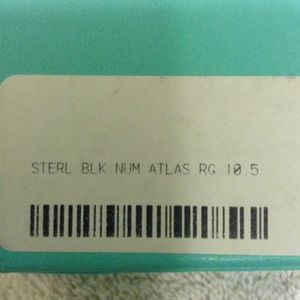 STERL BLK NUM ATLAS RG 10.5